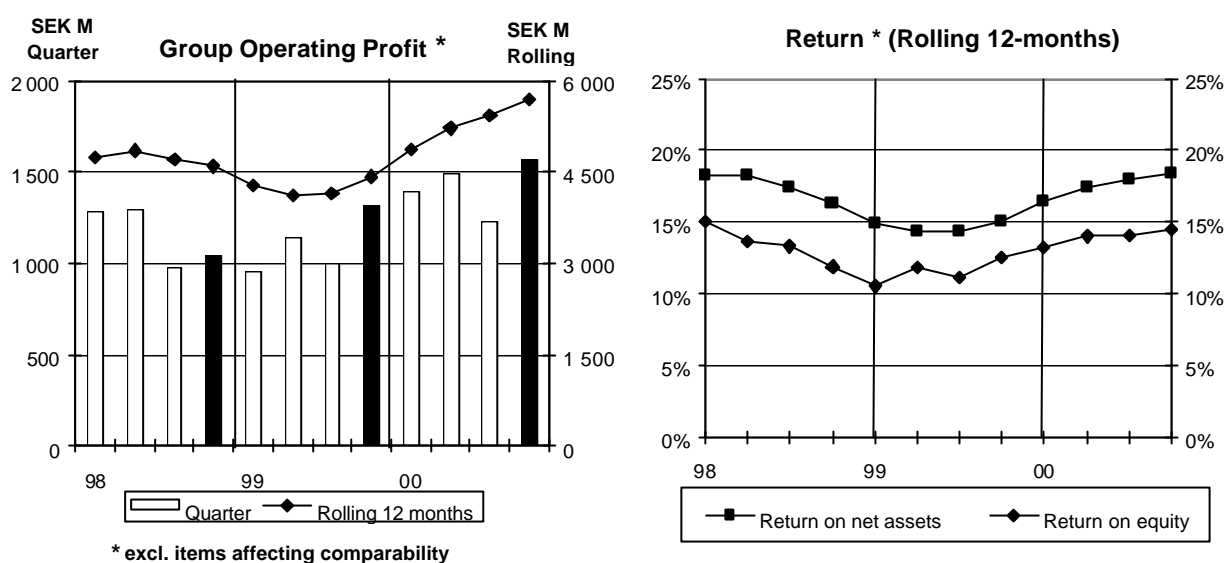 SEK M
Quarter
Group Operating Profit *
SEK M
Rolling
2 000
1 500
1 000
500
0
6 000
4 500
3 000
1 500
0
98
99
00
Quarter
Rolling 12 months
* excl. items affecting comparability
Return * (Rolling 12-months)
25%
20%
15%
10%
5%
0%
25%
20%
15%
10%
5%
0%
98
99
00
Return on net assets
Return on equity